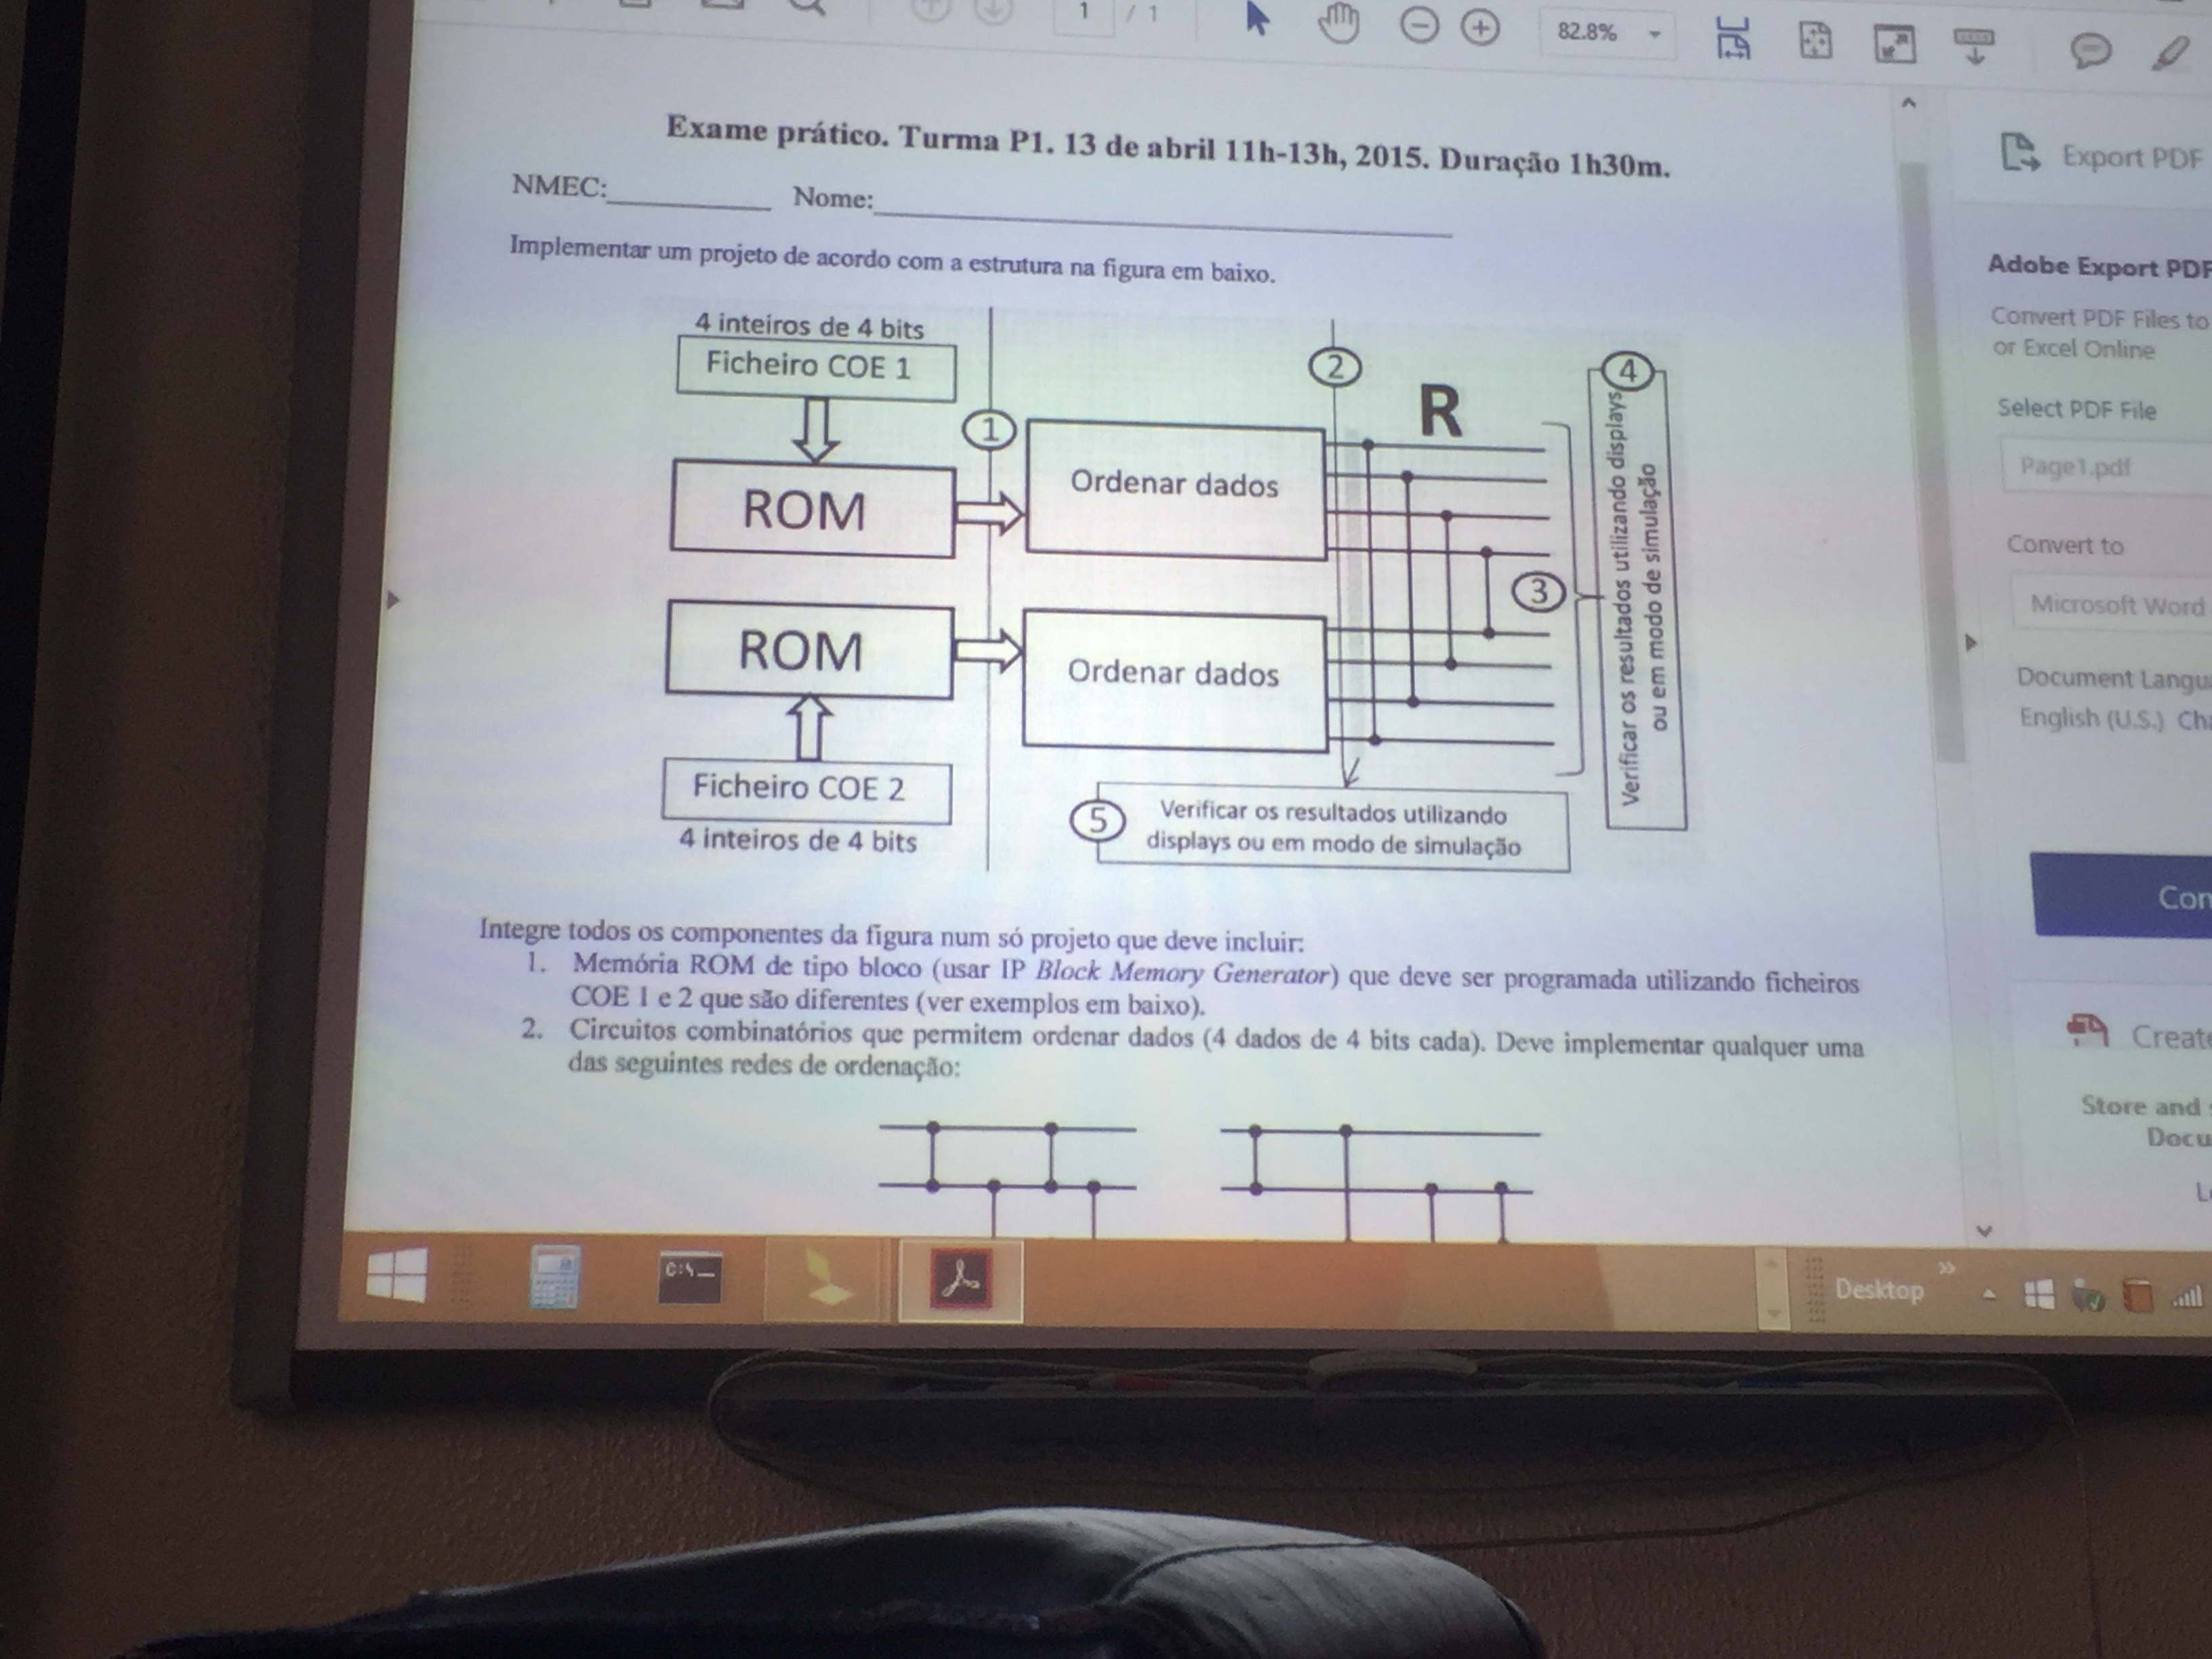 1 / 1
82.8%
Exame prático. Turma P1. 13 de abril 11h-13h, 2015. Duração 1h30m.
NMEC:__________ Nome:__________
Implementar um projeto de acordo com a estrutura na figura em baixo.
4 inteiros de 4 bits
Ficheiro COE 1
ROM
1
Ordenar dados
2
R
3
4
Verificar os resultados utilizando displays
ou em modo de simulação
ROM
Ordenar dados
Ficheiro COE 2
4 inteiros de 4 bits
5
Verificar os resultados utilizando
displays ou em modo de simulação
Integre todos os componentes da figura num só projeto que deve incluir:
1. Memória ROM de tipo bloco (usar IP Block Memory Generator) que deve ser programada utilizando ficheiros
COE 1 e 2 que são diferentes (ver exemplos em baixo).
2. Circuitos combinatórios que permitem ordenar dados (4 dados de 4 bits cada). Deve implementar qualquer uma
das seguintes redes de ordenação:
Export PDF
Adobe Export PDF
Convert PDF Files to
or Excel Online
Select PDF File
Page1.pdf
Convert to
Microsoft Word
Document Langu
English (U.S.) Ch
Con
Create
Store and
Docu
C:\
Desktop